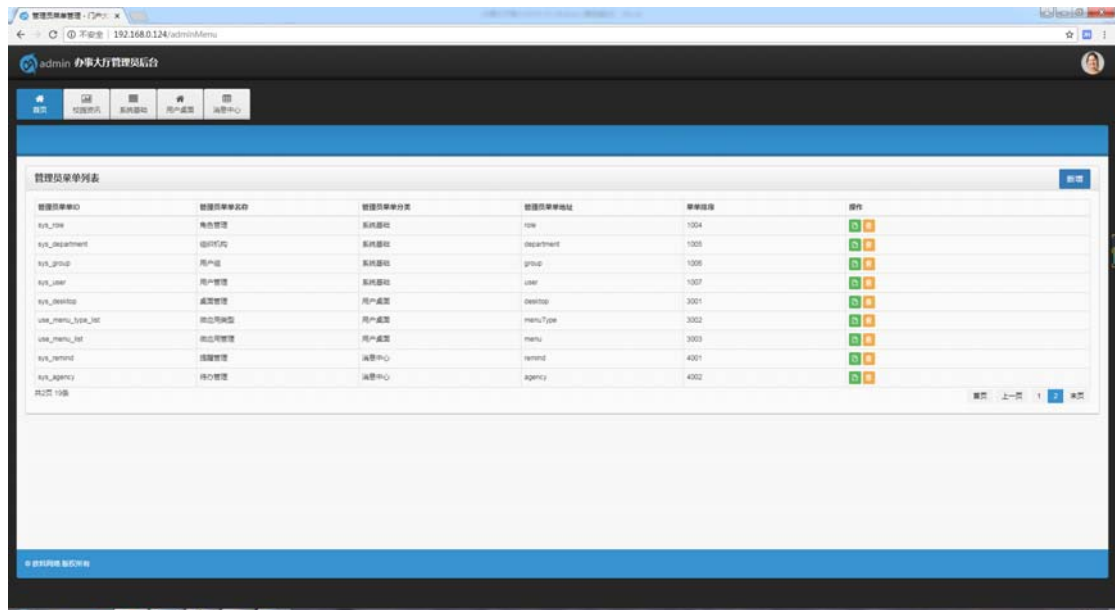 管理员菜单管理 - 门户大
不安全 | 192.168.0.124/adminMenu
admin 办事大厅管理员后台
首页 校园资讯 系统基础 用户桌面 消息中心
管理员菜单列表 新增
管理员菜单ID 管理员菜单名称 管理员菜单分类 管理员菜单地址 菜单排序 操作
sys_role 角色管理 系统基础 role 1004
sys_department 组织机构 系统基础 department 1005
sys_group 用户组 系统基础 group 1006
sys_user 用户管理 系统基础 user 1007
sys_desktop 桌面管理 用户桌面 desktop 3001
use_menu_type_list 微应用类型 用户桌面 menuType 3002
use_menu_list 微应用管理 用户桌面 menu 3003
sys_remind 提醒管理 消息中心 remind 4001
sys_agency 待办管理 消息中心 agency 4002
共2页 19条 首页 上一页 1 2 末页
版权所有